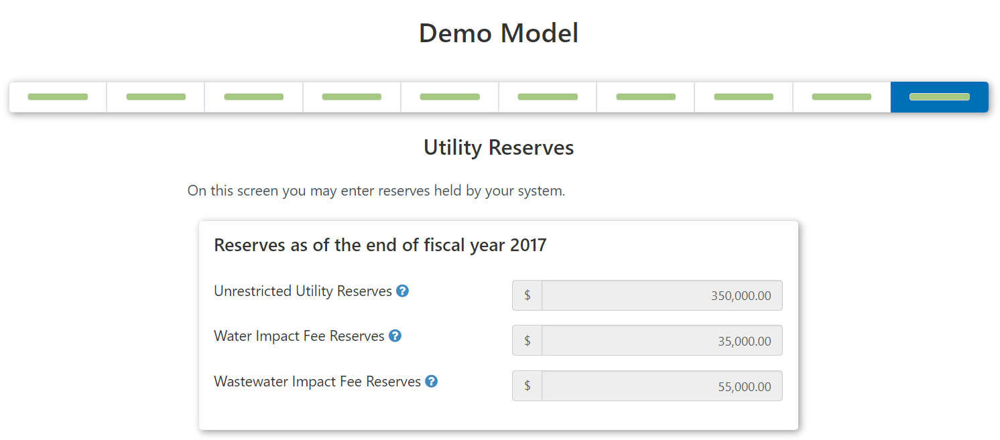 Demo Model
Utility Reserves
On this screen you may enter reserves held by your system.
Reserves as of the end of fiscal year 2017
Unrestricted Utility Reserves ?
$ 350,000.00
Water Impact Fee Reserves ?
$ 35,000.00
Wastewater Impact Fee Reserves ?
$ 55,000.00